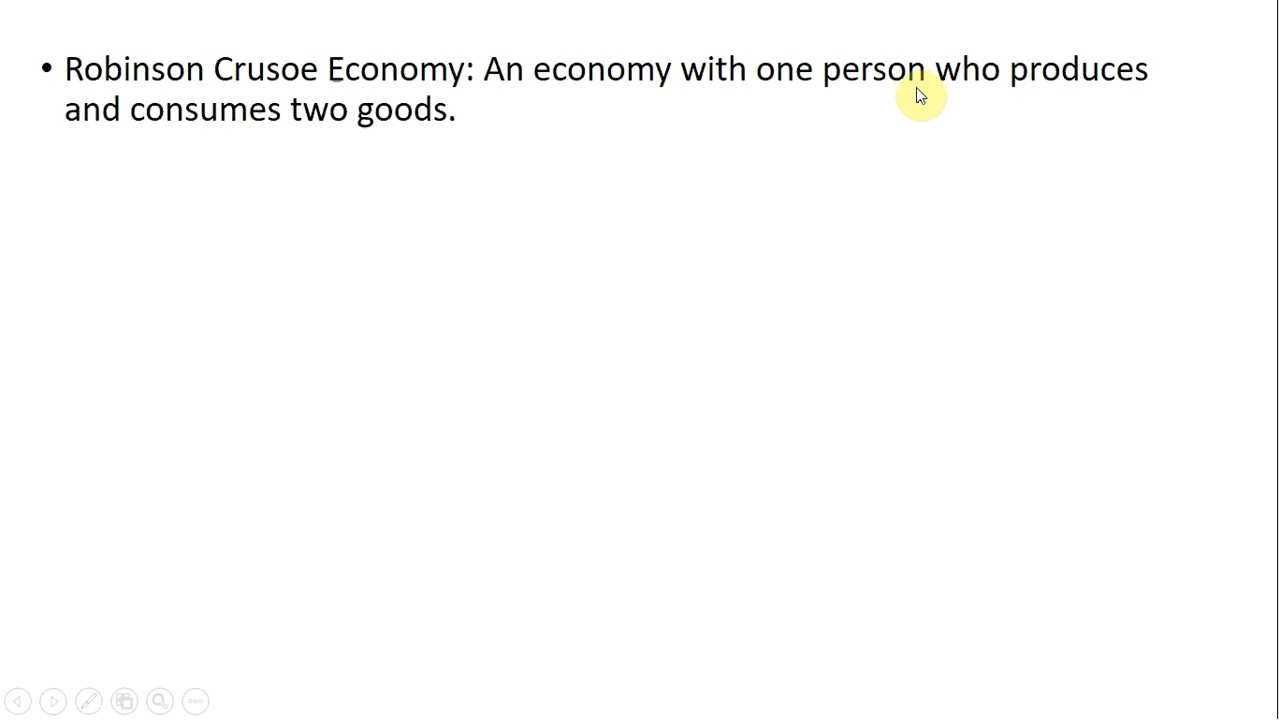 • Robinson Crusoe Economy: An economy with one person who produces
and consumes two goods.